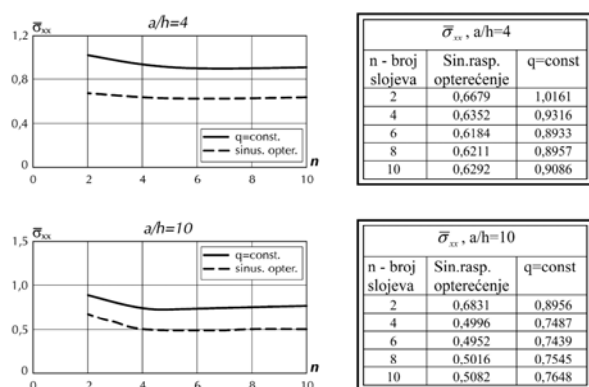 σ̅xx a/h=4
1,2
0,8
0,4
0
q=const.
sinus. opter.
n
0 2 4 6 8 10
σ̅xx , a/h=4
n - broj slojeva Sin.rasp. opterećenje q=const
2 0,6679 1,0161
4 0,6352 0,9316
6 0,6184 0,8933
8 0,6211 0,8957
10 0,6292 0,9086
σ̅xx a/h=10
1,5
1,0
0,5
0
q=const.
sinus. opter.
n
0 2 4 6 8 10
σ̅xx , a/h=10
n - broj slojeva Sin.rasp. opterećenje q=const
2 0,6831 0,8956
4 0,4996 0,7487
6 0,4952 0,7439
8 0,5016 0,7545
10 0,5082 0,7648